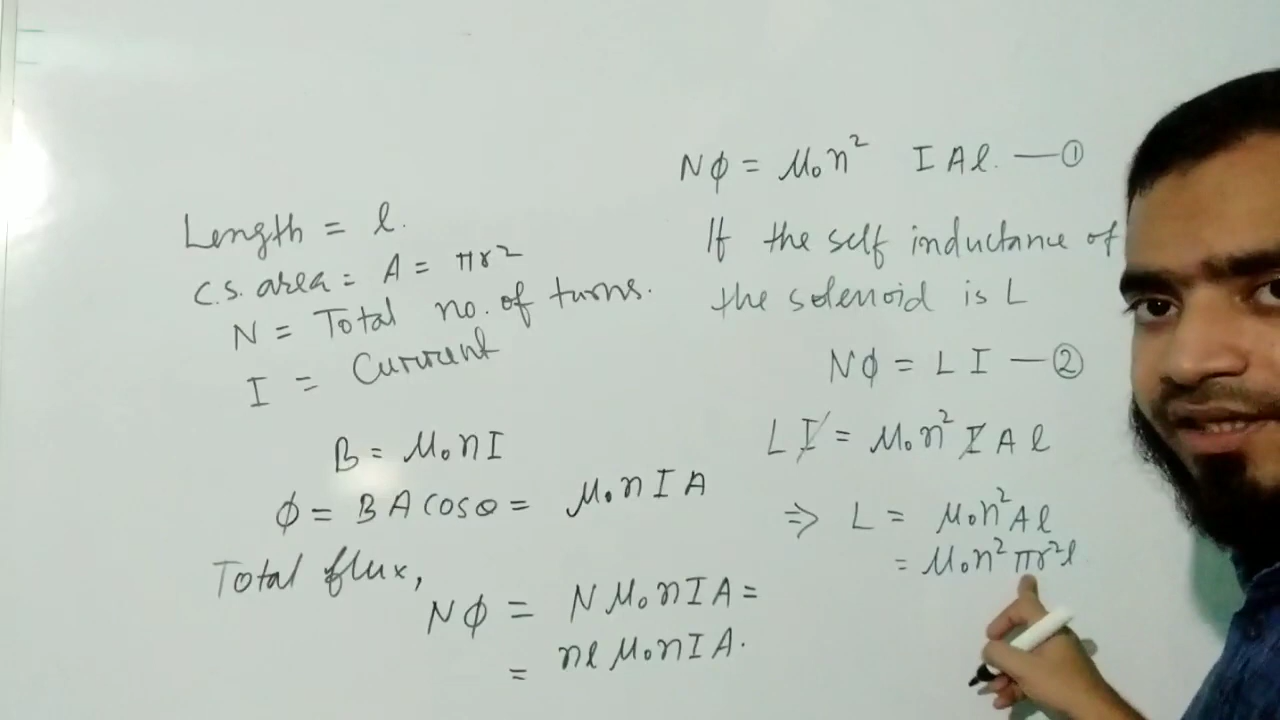 Length = l.
C.S. area = A = πr²
N = Total no. of turns.
I = Current
B = μ₀nI
ϕ = BA cosθ = μ₀nIA
Total flux,
Nϕ = Nμ₀nIA =
= nlμ₀nIA.
Nϕ = μ₀n² IAl. —①
If the self inductance of
the solenoid is L
Nϕ = LI —②
LI = μ₀n²IAl
⇒ L = μ₀n²Al
= μ₀n²πr²l